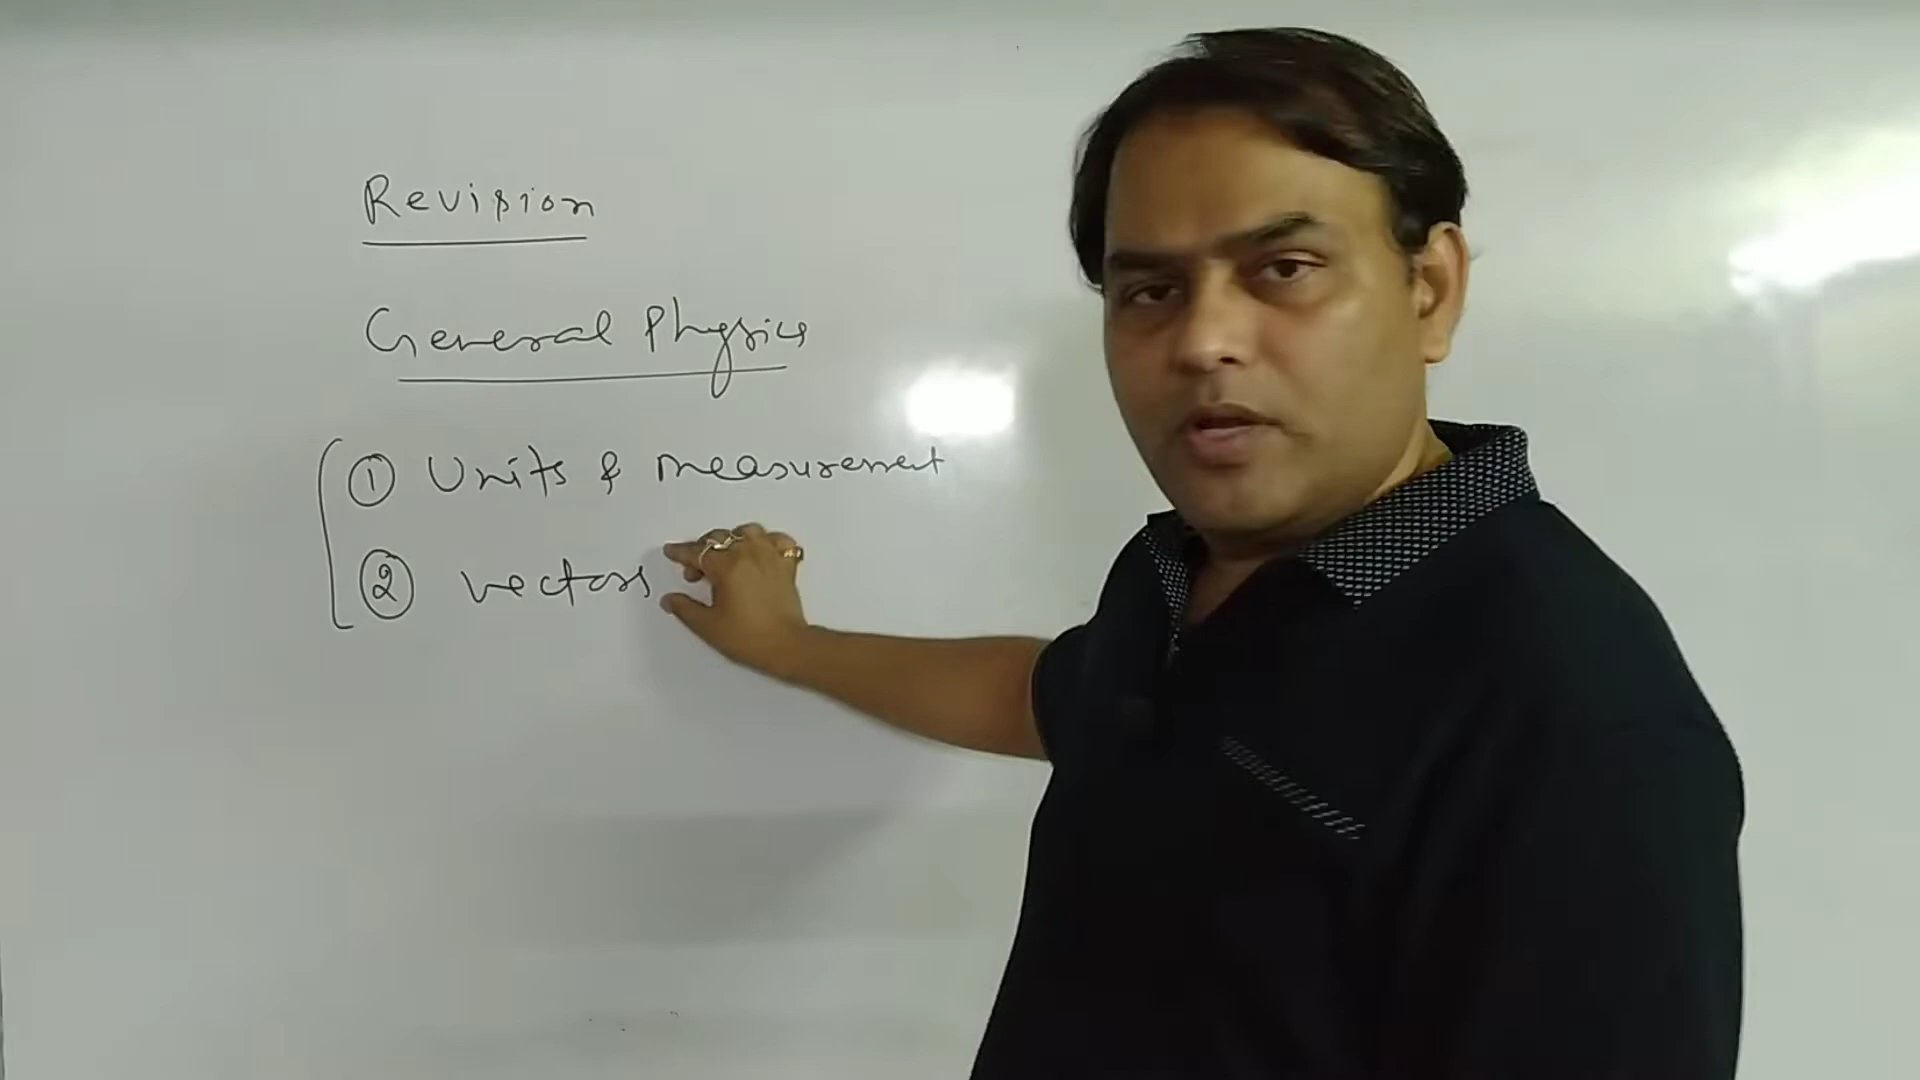 Revision
General Physics
① Units & measurement
② vectors